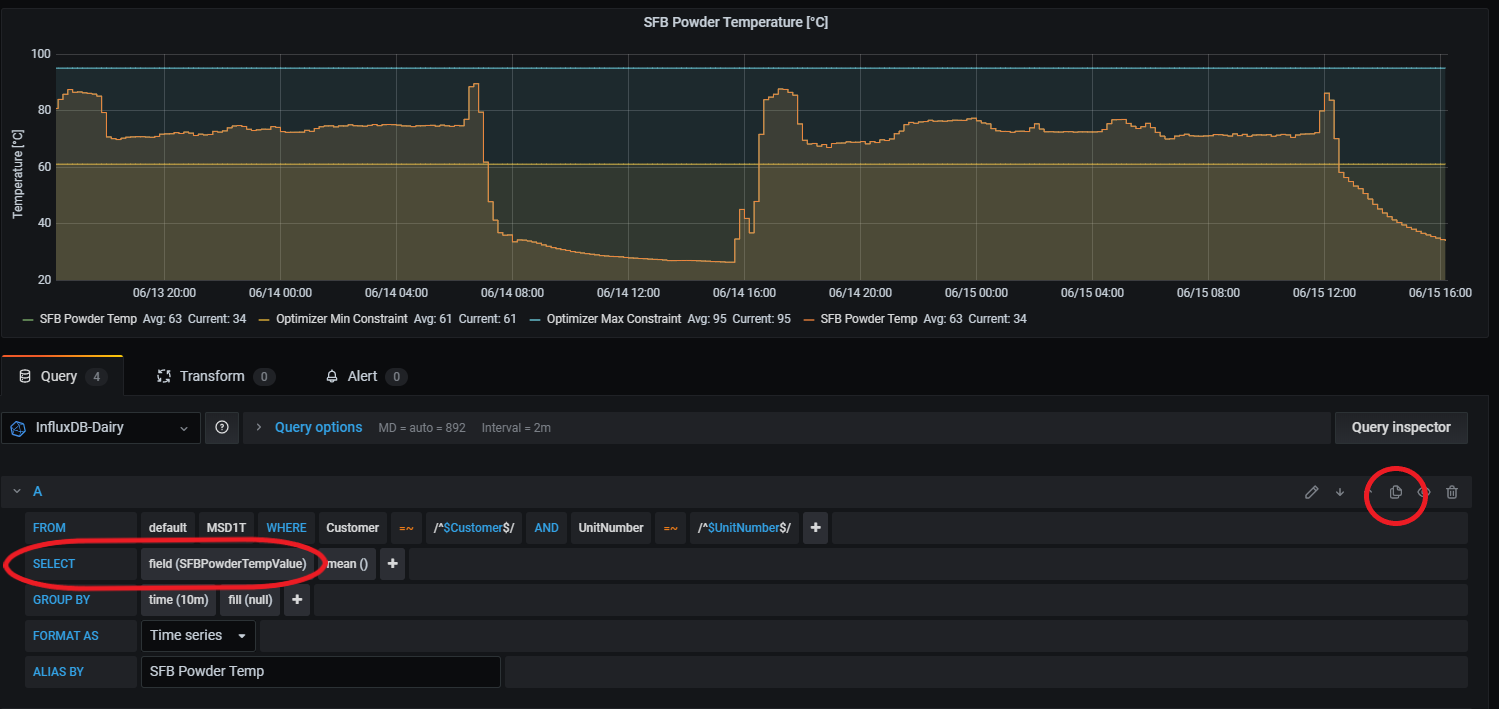 SFB Powder Temperature [°C]
100
80
60
40
20
Temperature [°C]
06/13 20:00 06/14 00:00 06/14 04:00 06/14 08:00 06/14 12:00 06/14 16:00 06/14 20:00 06/15 00:00 06/15 04:00 06/15 08:00 06/15 12:00 06/15 16:00
SFB Powder Temp Avg: 63 Current: 34 Optimizer Min Constraint Avg: 61 Current: 61 Optimizer Max Constraint Avg: 95 Current: 95 SFB Powder Temp Avg: 63 Current: 34
Query 4 Transform 0 Alert 0
InfluxDB-Dairy Query options MD = auto = 892 Interval = 2m Query inspector
A
FROM default MSD1T WHERE Customer =~ /^$Customer$/ AND UnitNumber =~ /^$UnitNumber$/ +
SELECT field (SFBPowderTempValue) mean () +
GROUP BY time (10m) fill (null) +
FORMAT AS Time series
ALIAS BY SFB Powder Temp